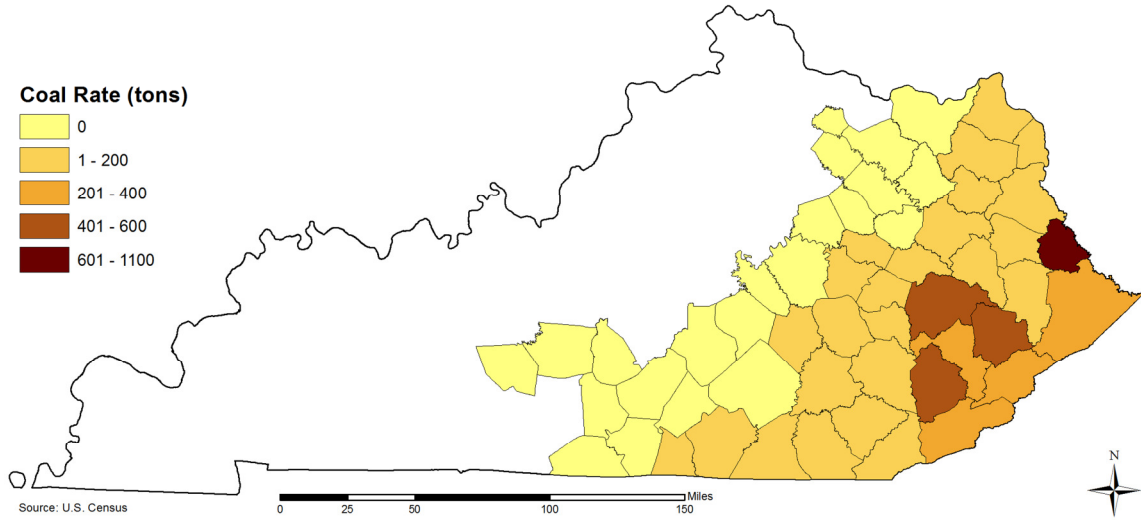 Coal Rate (tons)
0
1 - 200
201 - 400
401 - 600
601 - 1100
N
Miles
0 25 50 100 150
Source: U.S. Census